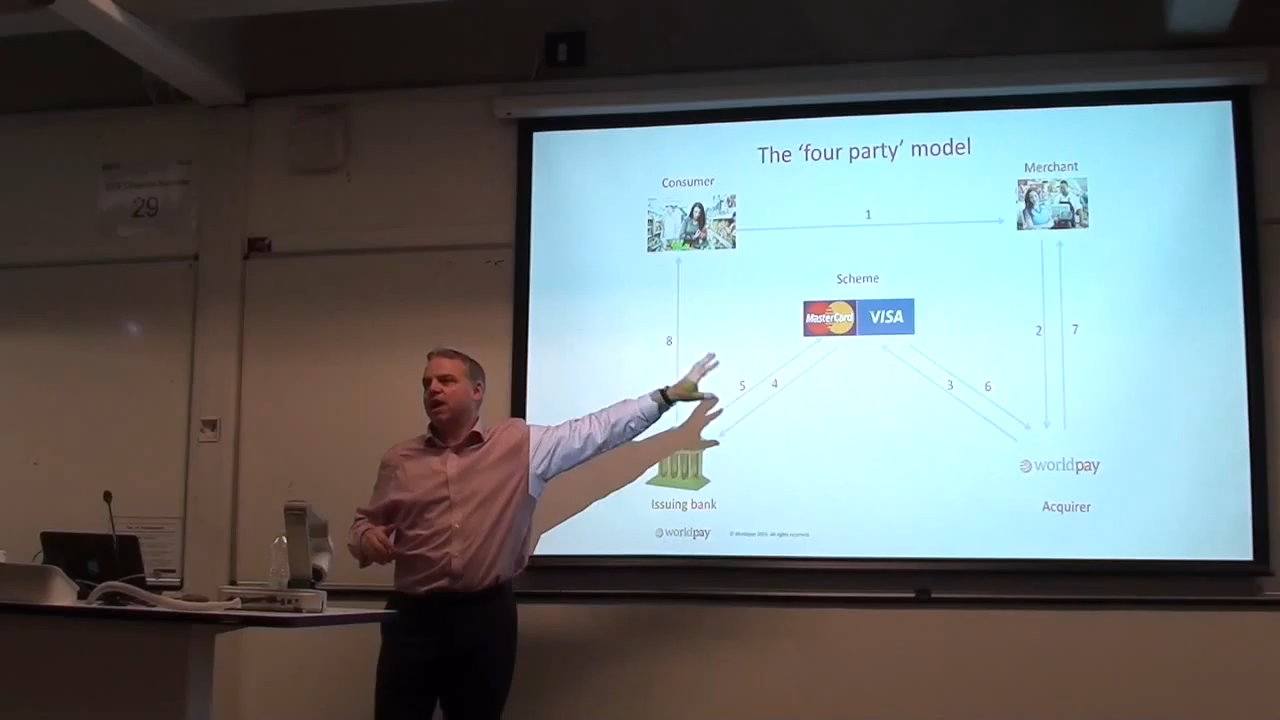 The 'four party' model
Consumer
Merchant
1
Scheme
MasterCard VISA
29
8
2
7
5
4
3
6
worldpay
Issuing bank
Acquirer
worldpay